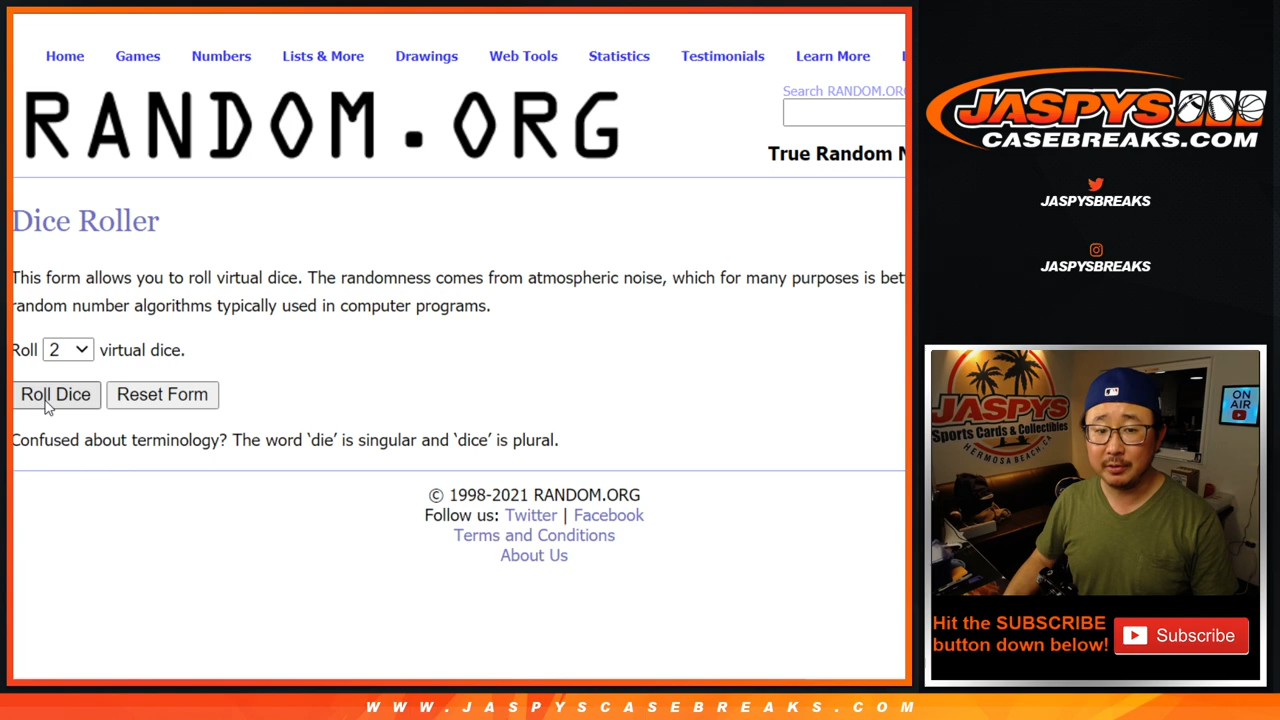 Home Games Numbers Lists & More Drawings Web Tools Statistics Testimonials Learn More
RANDOM.ORG
Search RANDOM.ORG
True Random N
Dice Roller
This form allows you to roll virtual dice. The randomness comes from atmospheric noise, which for many purposes is bet
random number algorithms typically used in computer programs.
Roll 2 virtual dice.
Roll Dice Reset Form
Confused about terminology? The word ‘die’ is singular and ‘dice’ is plural.
© 1998-2021 RANDOM.ORG
Follow us: Twitter | Facebook
Terms and Conditions
About Us
JASPYS
CASEBREAKS.COM
JASPYSBREAKS
JASPYSBREAKS
JASPYS
Sports Cards & Collectibles
HERMOSA BEACH, CA
ON
AIR
Hit the SUBSCRIBE
button down below!
Subscribe
WWW.JASPYSCASEBREAKS.COM